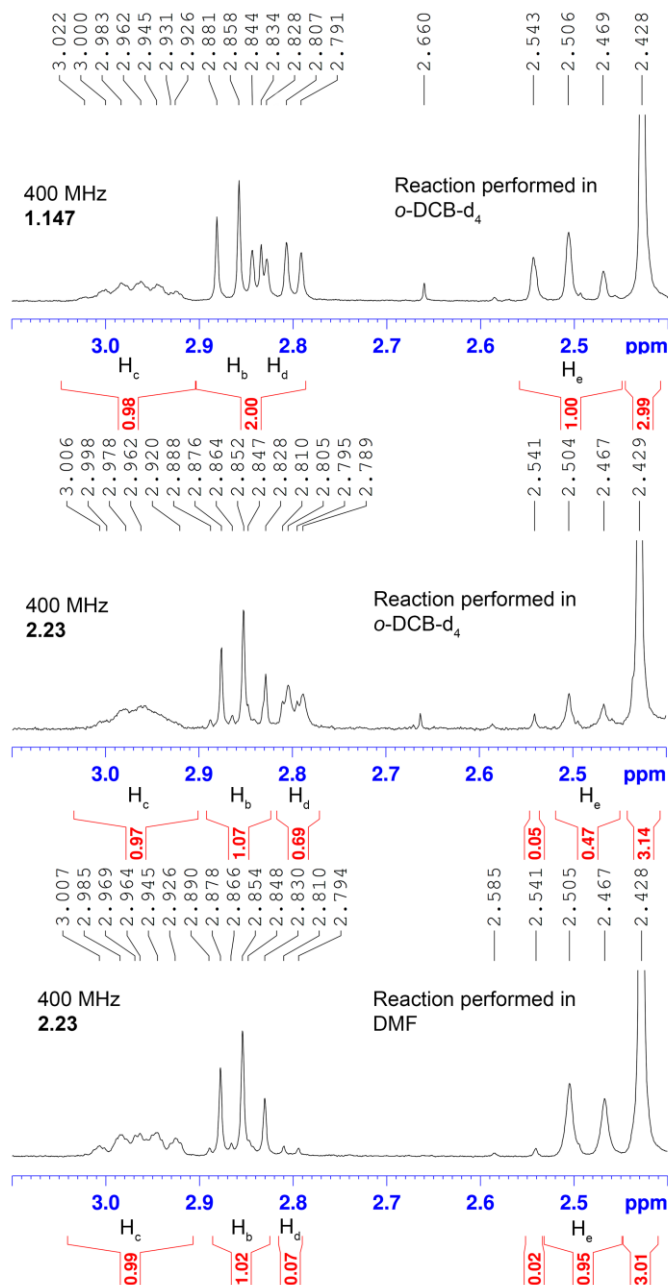 3.022 3.000 2.983 2.962 2.945 2.931 2.926 2.881 2.858 2.844 2.834 2.828 2.807 2.791 2.660 2.543 2.506 2.469 2.428
400 MHz
1.147
Reaction performed in
o-DCB-d4
3.0 2.9 2.8 2.7 2.6 2.5 ppm
Hc Hb Hd He
0.98 2.00 1.00 2.99
3.006 2.998 2.978 2.962 2.920 2.888 2.876 2.864 2.852 2.847 2.828 2.810 2.805 2.795 2.789 2.541 2.504 2.467 2.429
400 MHz
2.23
Reaction performed in
o-DCB-d4
3.0 2.9 2.8 2.7 2.6 2.5 ppm
Hc Hb Hd He
0.97 1.07 0.69 0.05 0.47 3.14
3.007 2.985 2.969 2.964 2.945 2.926 2.890 2.878 2.866 2.854 2.848 2.830 2.810 2.794 2.585 2.541 2.505 2.467 2.428
400 MHz
2.23
Reaction performed in
DMF
3.0 2.9 2.8 2.7 2.6 2.5 ppm
Hc Hb Hd He
0.99 1.02 0.07 0.02 0.95 3.01